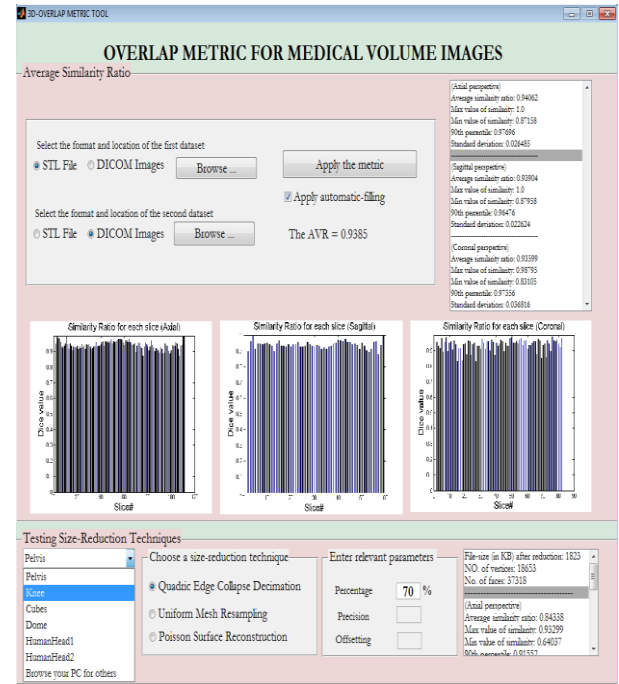 3D-OVERLAP METRIC TOOL
OVERLAP METRIC FOR MEDICAL VOLUME IMAGES
Average Similarity Ratio
Select the format and location of the first dataset
STL File DICOM Images Browse ... Apply the metric
Apply automatic-filling
Select the format and location of the second dataset
STL File DICOM Images Browse ... The AVR = 0.9385
(Axial perspective)
Average similarity ratio: 0.94062
Max value of similarity: 1.0
Min value of similarity: 0.87158
90th persentile: 0.97696
Standard deviation: 0.026485
(Sagittal perspective)
Average similarity ratio: 0.93904
Max value of similarity: 1.0
Min value of similarity: 0.87958
90th persentile: 0.96476
Standard deviation: 0.022624
(Coronal perspective)
Average similarity ratio: 0.93599
Max value of similarity: 0.98795
Min value of similarity: 0.83105
90th persentile: 0.97356
Standard deviation: 0.036816
Similarity Ratio for each slice (Axial)
Dice value
Slice#
Similarity Ratio for each slice (Sagittal)
Dice value
Slice#
Similarity Ratio for each slice (Coronal)
Dice value
Slice#
Testing Size-Reduction Techniques
Pelvis
Pelvis
Knee
Cubes
Dome
HumanHead1
HumanHead2
Browse your PC for others
Choose a size-reduction technique
Quadric Edge Collapse Decimation
Uniform Mesh Resampling
Poisson Surface Reconstruction
Enter relevant parameters
Percentage 70 %
Precision
Offsetting
File-size (in KB) after reduction: 1823
NO. of vertices: 18653
No. of faces: 37318
(Axial perspective)
Average similarity ratio: 0.84338
Max value of similarity: 0.93299
Min value of similarity: 0.64037
90th persentile: 0.91552